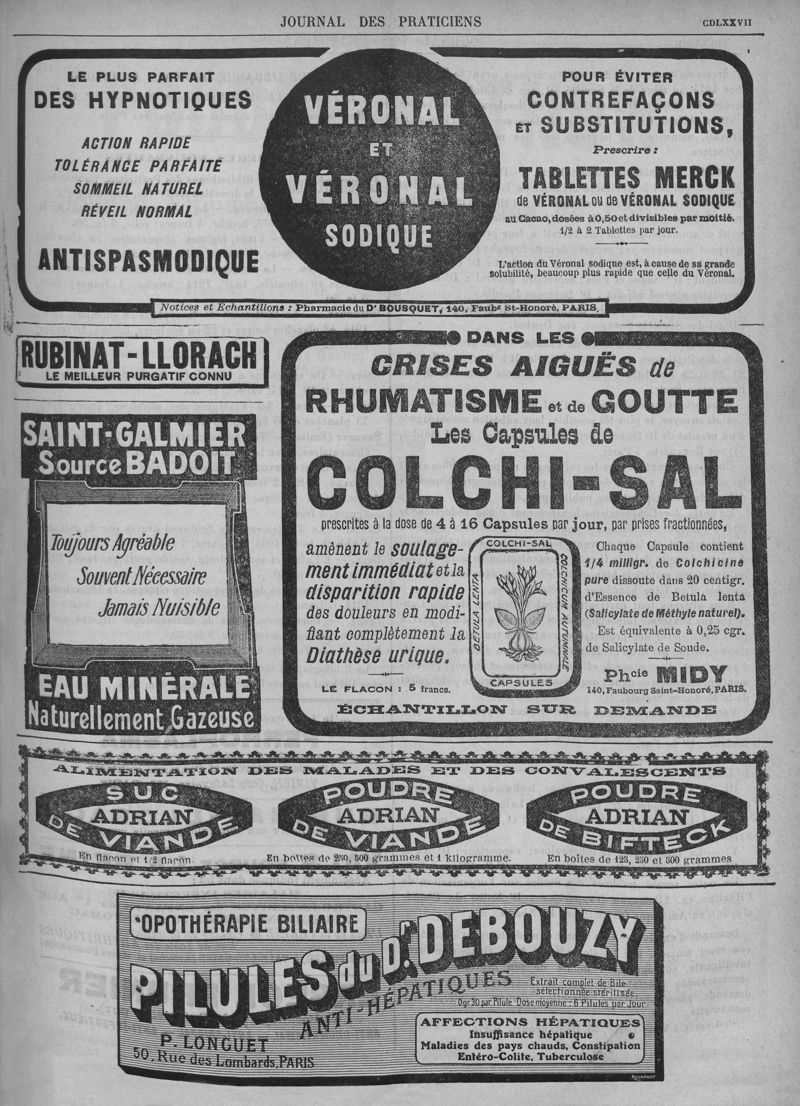 JOURNAL DES PRATICIENS
CDLXXVII
LE PLUS PARFAIT
DES HYPNOTIQUES
ACTION RAPIDE
TOLÉRANCE PARFAITE
SOMMEIL NATUREL
RÉVEIL NORMAL
ANTISPASMODIQUE
VÉRONAL
ET
VÉRONAL
SODIQUE
POUR ÉVITER
CONTREFAÇONS
ET SUBSTITUTIONS,
Prescrire :
TABLETTES MERCK
de VÉRONAL ou de VÉRONAL SODIQUE
au Cacao, dosées à 0,50 et divisibles par moitié.
1/2 à 2 Tablettes par jour.
L'action du Véronal sodique est, à cause de sa grande
solubilité, beaucoup plus rapide que celle du Véronal.
Notices et Echantillons : Pharmacie du Dr BOUSQUET, 140, Faubg St-Honoré, PARIS.
RUBINAT-LLORACH
LE MEILLEUR PURGATIF CONNU
SAINT-GALMIER
Source BADOIT
Toujours Agréable
Souvent Nécessaire
Jamais Nuisible
EAU MINÉRALE
Naturellement Gazeuse
DANS LES
CRISES AIGUËS de
RHUMATISME et de GOUTTE
Les Capsules de
COLCHI-SAL
prescrites à la dose de 4 à 16 Capsules par jour, par prises fractionnées,
amènent le soulage-
ment immédiat et la
disparition rapide
des douleurs en modi-
fiant complètement la
Diathèse urique.
LE FLACON : 5 francs.
COLCHI-SAL
BETULA LENTA
COLCHICUM AUTUMNALE
CAPSULES
Chaque Capsule contient
1/4 milligr. de Colchicine
pure dissoute dans 20 centigr.
d'Essence de Betula lenta
(Salicylate de Méthyle naturel).
Est équivalente à 0,25 cgr.
de Salicylate de Soude.
Phcie MIDY
140, Faubourg Saint-Honoré, PARIS.
ÉCHANTILLON SUR DEMANDE
ALIMENTATION DES MALADES ET DES CONVALESCENTS
SUC
ADRIAN
DE VIANDE
En flacon et 1/2 flacon.
POUDRE
ADRIAN
DE VIANDE
En boîtes de 250, 500 grammes et 1 kilogramme.
POUDRE
ADRIAN
DE BIFTECK
En boîtes de 125, 250 et 500 grammes
OPOTHÉRAPIE BILIAIRE
PILULES du Dr DEBOUZY
ANTI-HÉPATIQUES
Extrait complet de Bile
sélectionnée stérilisée
0gr30 par Pilule - Dose moyenne = 6 Pilules par Jour
P. LONGUET
50, Rue des Lombards, PARIS
AFFECTIONS HÉPATIQUES
Insuffisance hépatique
Maladies des pays chauds, Constipation
Entéro-Colite, Tuberculose